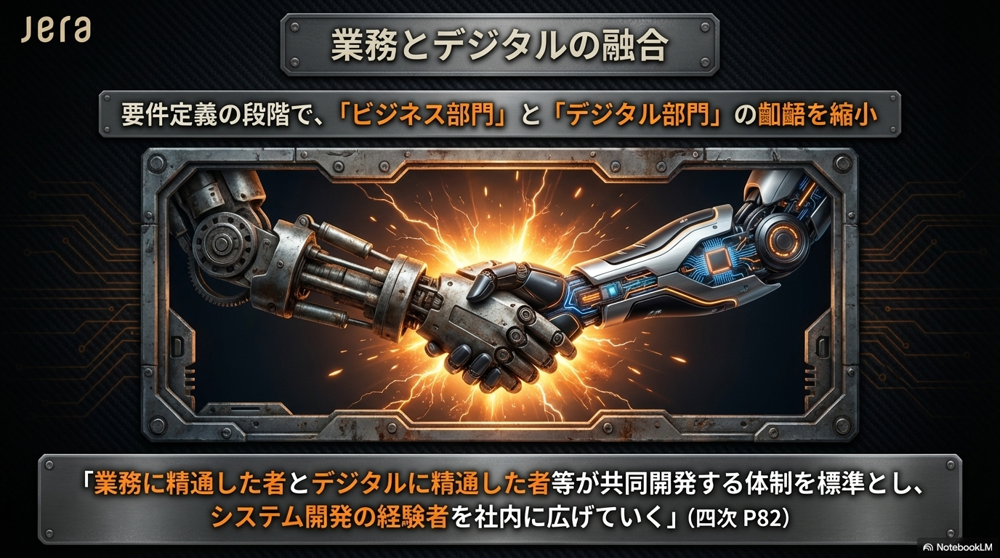 Jera
業務とデジタルの融合
要件定義の段階で、「ビジネス部門」と「デジタル部門」の齟齬を縮小
「業務に精通した者とデジタルに精通した者等が共同開発する体制を標準とし、
システム開発の経験者を社内に広げていく」(四次 P82)
NotebookLM